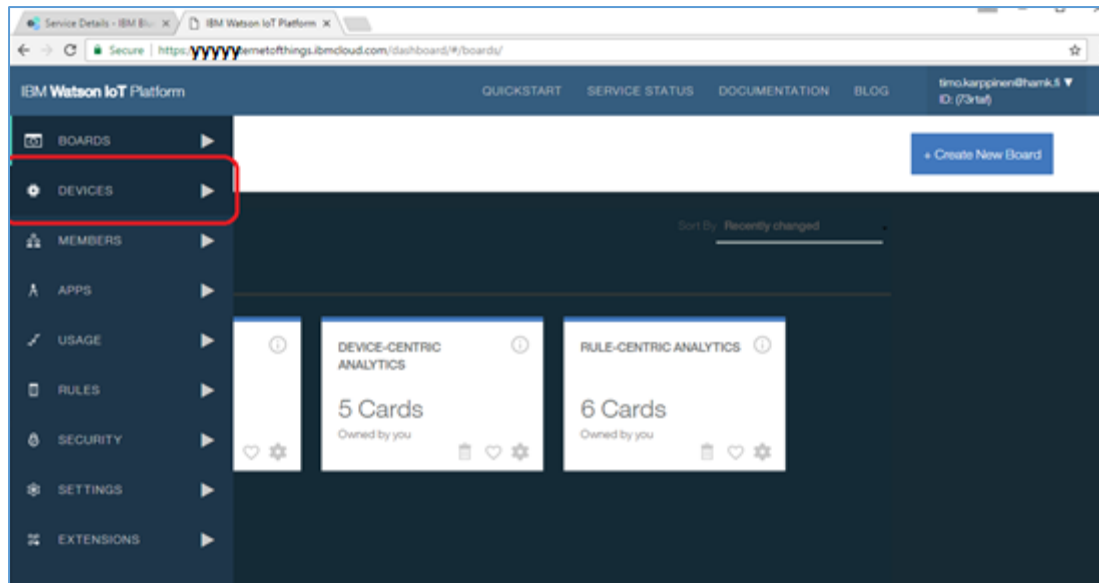 Service Details - IBM Blu
IBM Watson IoT Platform
Secure | https:/yyyyyternetofthings.ibmcloud.com/dashboard/#/boards/
IBM Watson IoT Platform
QUICKSTART
SERVICE STATUS
DOCUMENTATION
BLOG
timo.karppinen@hamk.fi ▼
ID: (73rtaf)
BOARDS
+ Create New Board
DEVICES
MEMBERS
Sort By Recently changed
APPS
USAGE
RULES
SECURITY
SETTINGS
EXTENSIONS
DEVICE-CENTRIC
ANALYTICS
5 Cards
Owned by you
RULE-CENTRIC ANALYTICS
6 Cards
Owned by you